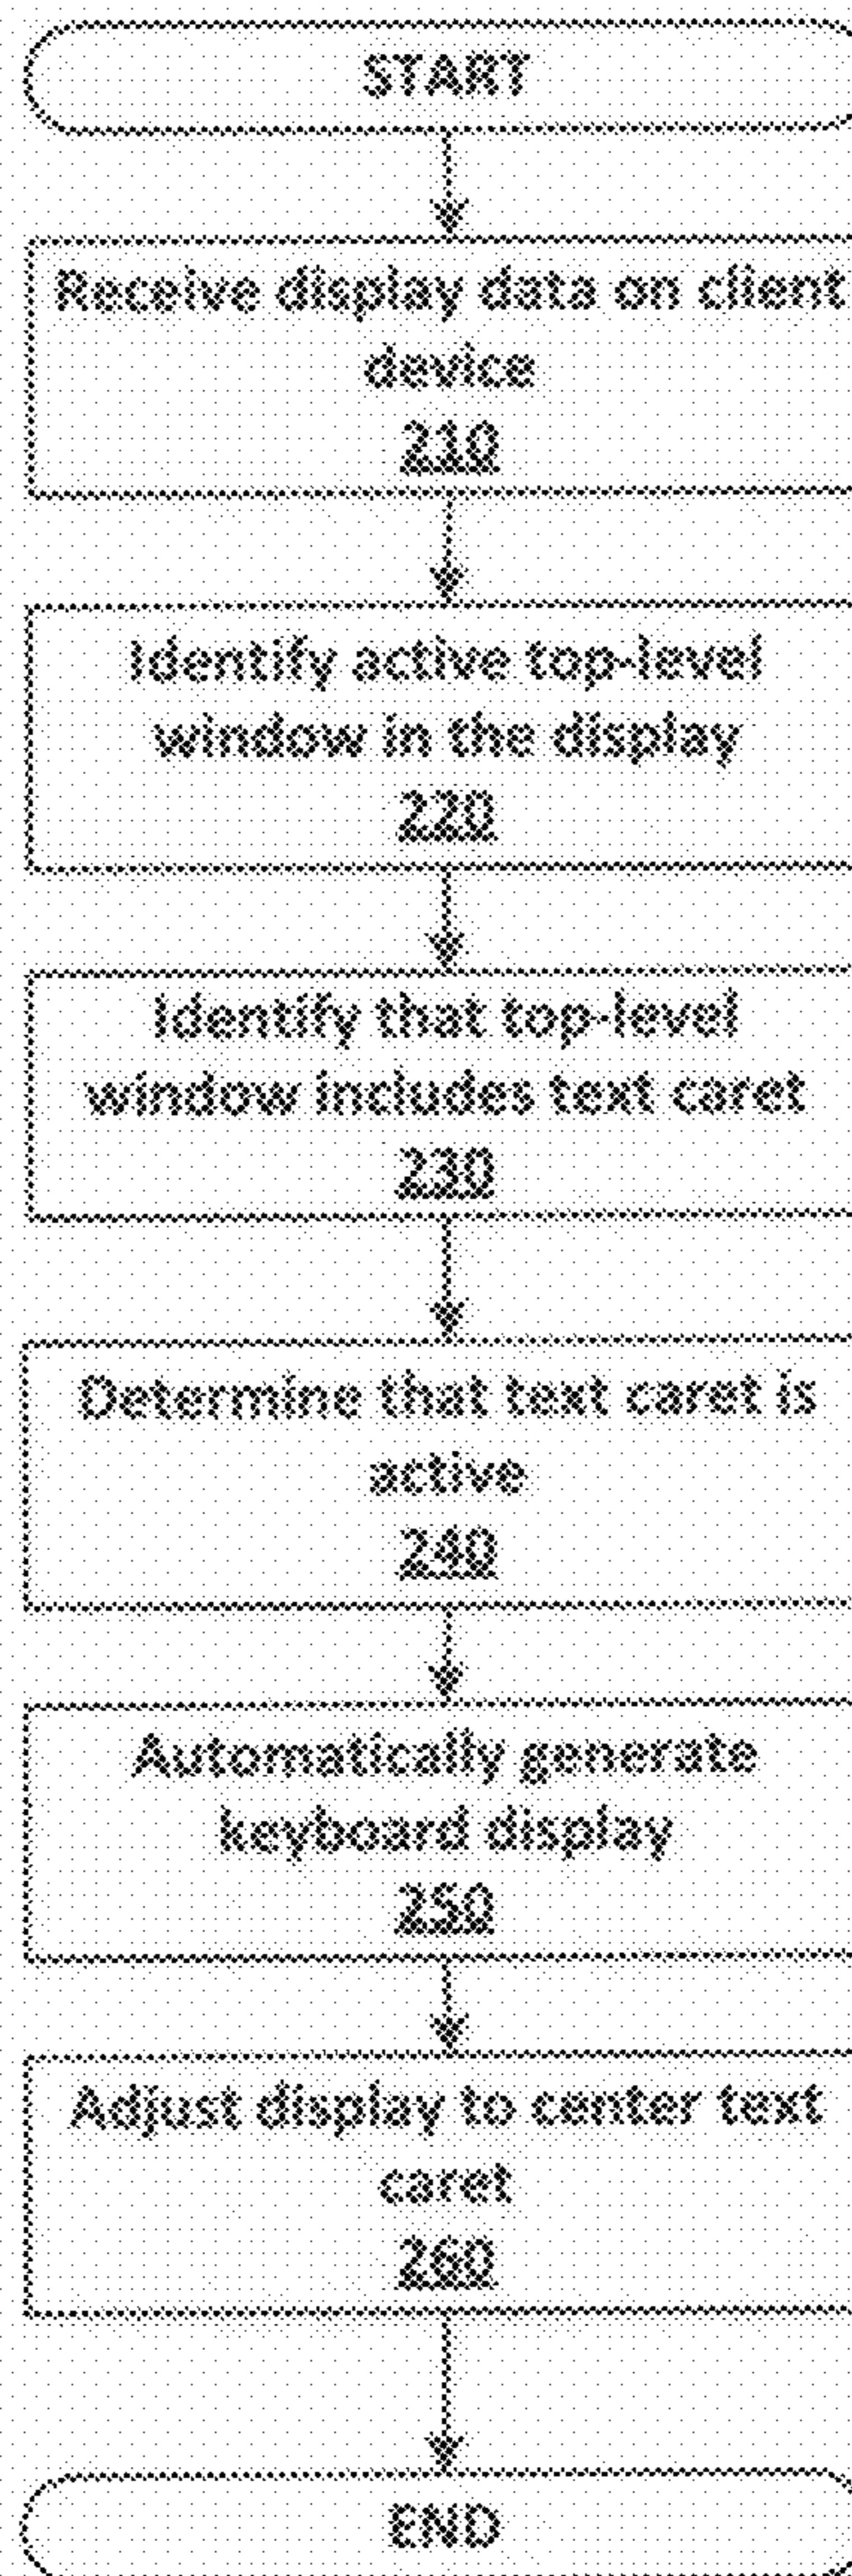 START
Receive display data on client
device
210
Identify active top-level
window in the display
220
Identify that top-level
window includes text caret
230
Determine that text caret is
active
240
Automatically generate
keyboard display
250
Adjust display to center text
caret
260
END